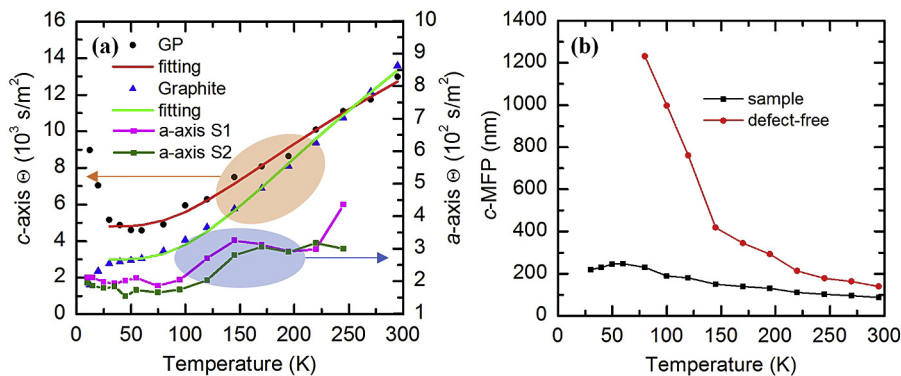 (a)
GP
fitting
Graphite
fitting
a-axis S1
a-axis S2
c-axis Θ (10³ s/m²)
16
14
12
10
8
6
4
2
0
a-axis Θ (10² s/m²)
10
9
8
7
6
5
4
3
2
1
0 50 100 150 200 250 300
Temperature (K)
(b)
sample
defect-free
c-MFP (nm)
1400
1200
1000
800
600
400
200
0
0 50 100 150 200 250 300
Temperature (K)